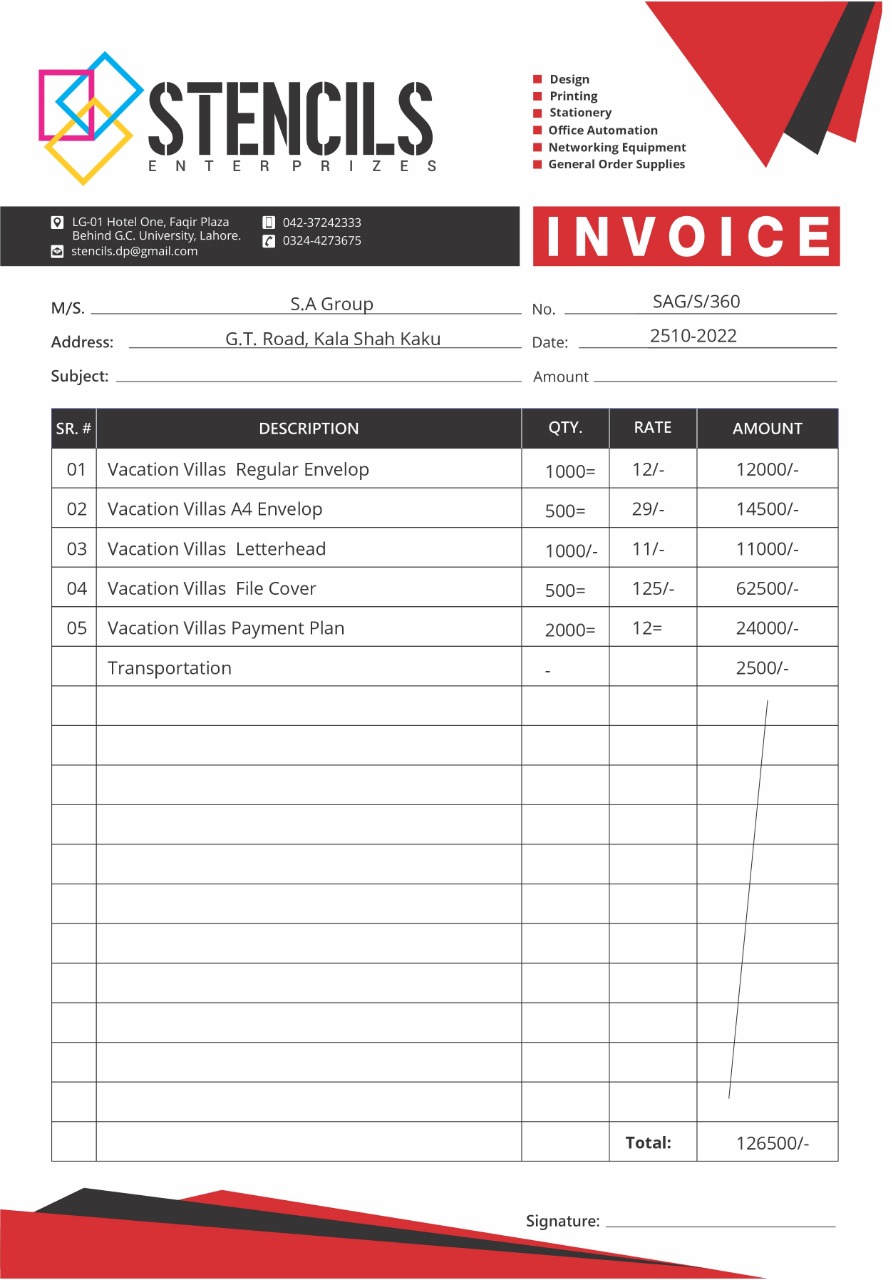 STENCILS
ENTERPRIZES
Design
Printing
Stationery
Office Automation
Networking Equipment
General Order Supplies
LG-01 Hotel One, Faqir Plaza
Behind G.C. University, Lahore.
stencils.dp@gmail.com
042-37242333
0324-4273675
INVOICE
M/S. S.A Group No. SAG/S/360
Address: G.T. Road, Kala Shah Kaku Date: 2510-2022
Subject: Amount
SR. # DESCRIPTION QTY. RATE AMOUNT
01 Vacation Villas Regular Envelop 1000= 12/- 12000/-
02 Vacation Villas A4 Envelop 500= 29/- 14500/-
03 Vacation Villas Letterhead 1000/- 11/- 11000/-
04 Vacation Villas File Cover 500= 125/- 62500/-
05 Vacation Villas Payment Plan 2000= 12= 24000/-
Transportation - 2500/-
Total: 126500/-
Signature: